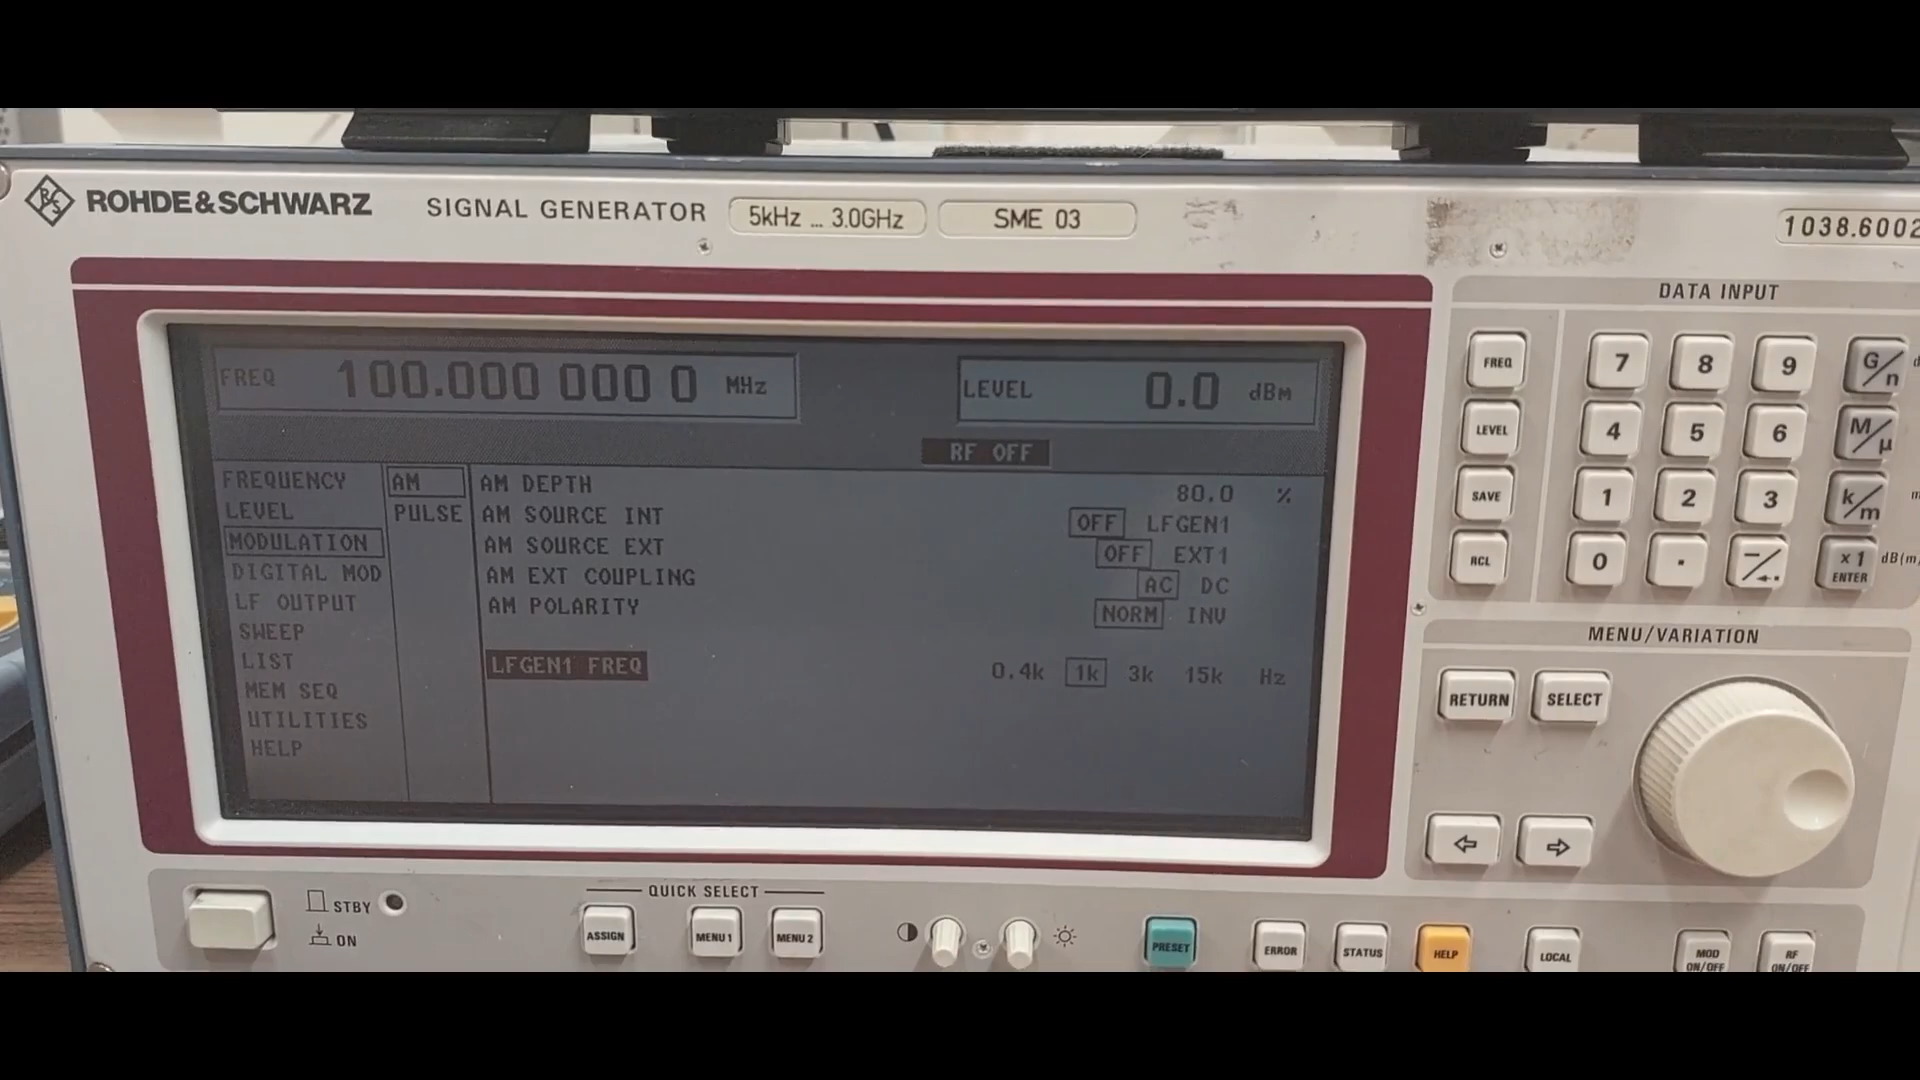 ROHDE&SCHWARZ SIGNAL GENERATOR 5kHz ... 3.0GHz SME 03 1038.6002
FREQ 100.000 000 0 MHz LEVEL 0.0 dBm
RF OFF
FREQUENCY
LEVEL
MODULATION
DIGITAL MOD
LF OUTPUT
SWEEP
LIST
MEM SEQ
UTILITIES
HELP
AM
PULSE
AM DEPTH 80.0 %
AM SOURCE INT OFF LFGEN1
AM SOURCE EXT OFF EXT1
AM EXT COUPLING AC DC
AM POLARITY NORM INV
LFGEN1 FREQ 0.4k 1k 3k 15k Hz
DATA INPUT
FREQ 7 8 9 G/n
LEVEL 4 5 6 M/µ
SAVE 1 2 3 k/m
RCL 0 . -/← x1 ENTER dB(m
MENU/VARIATION
RETURN SELECT
← →
STBY
ON
QUICK SELECT
ASSIGN MENU 1 MENU 2
PRESET ERROR STATUS HELP LOCAL MOD ON/OFF RF ON/OFF